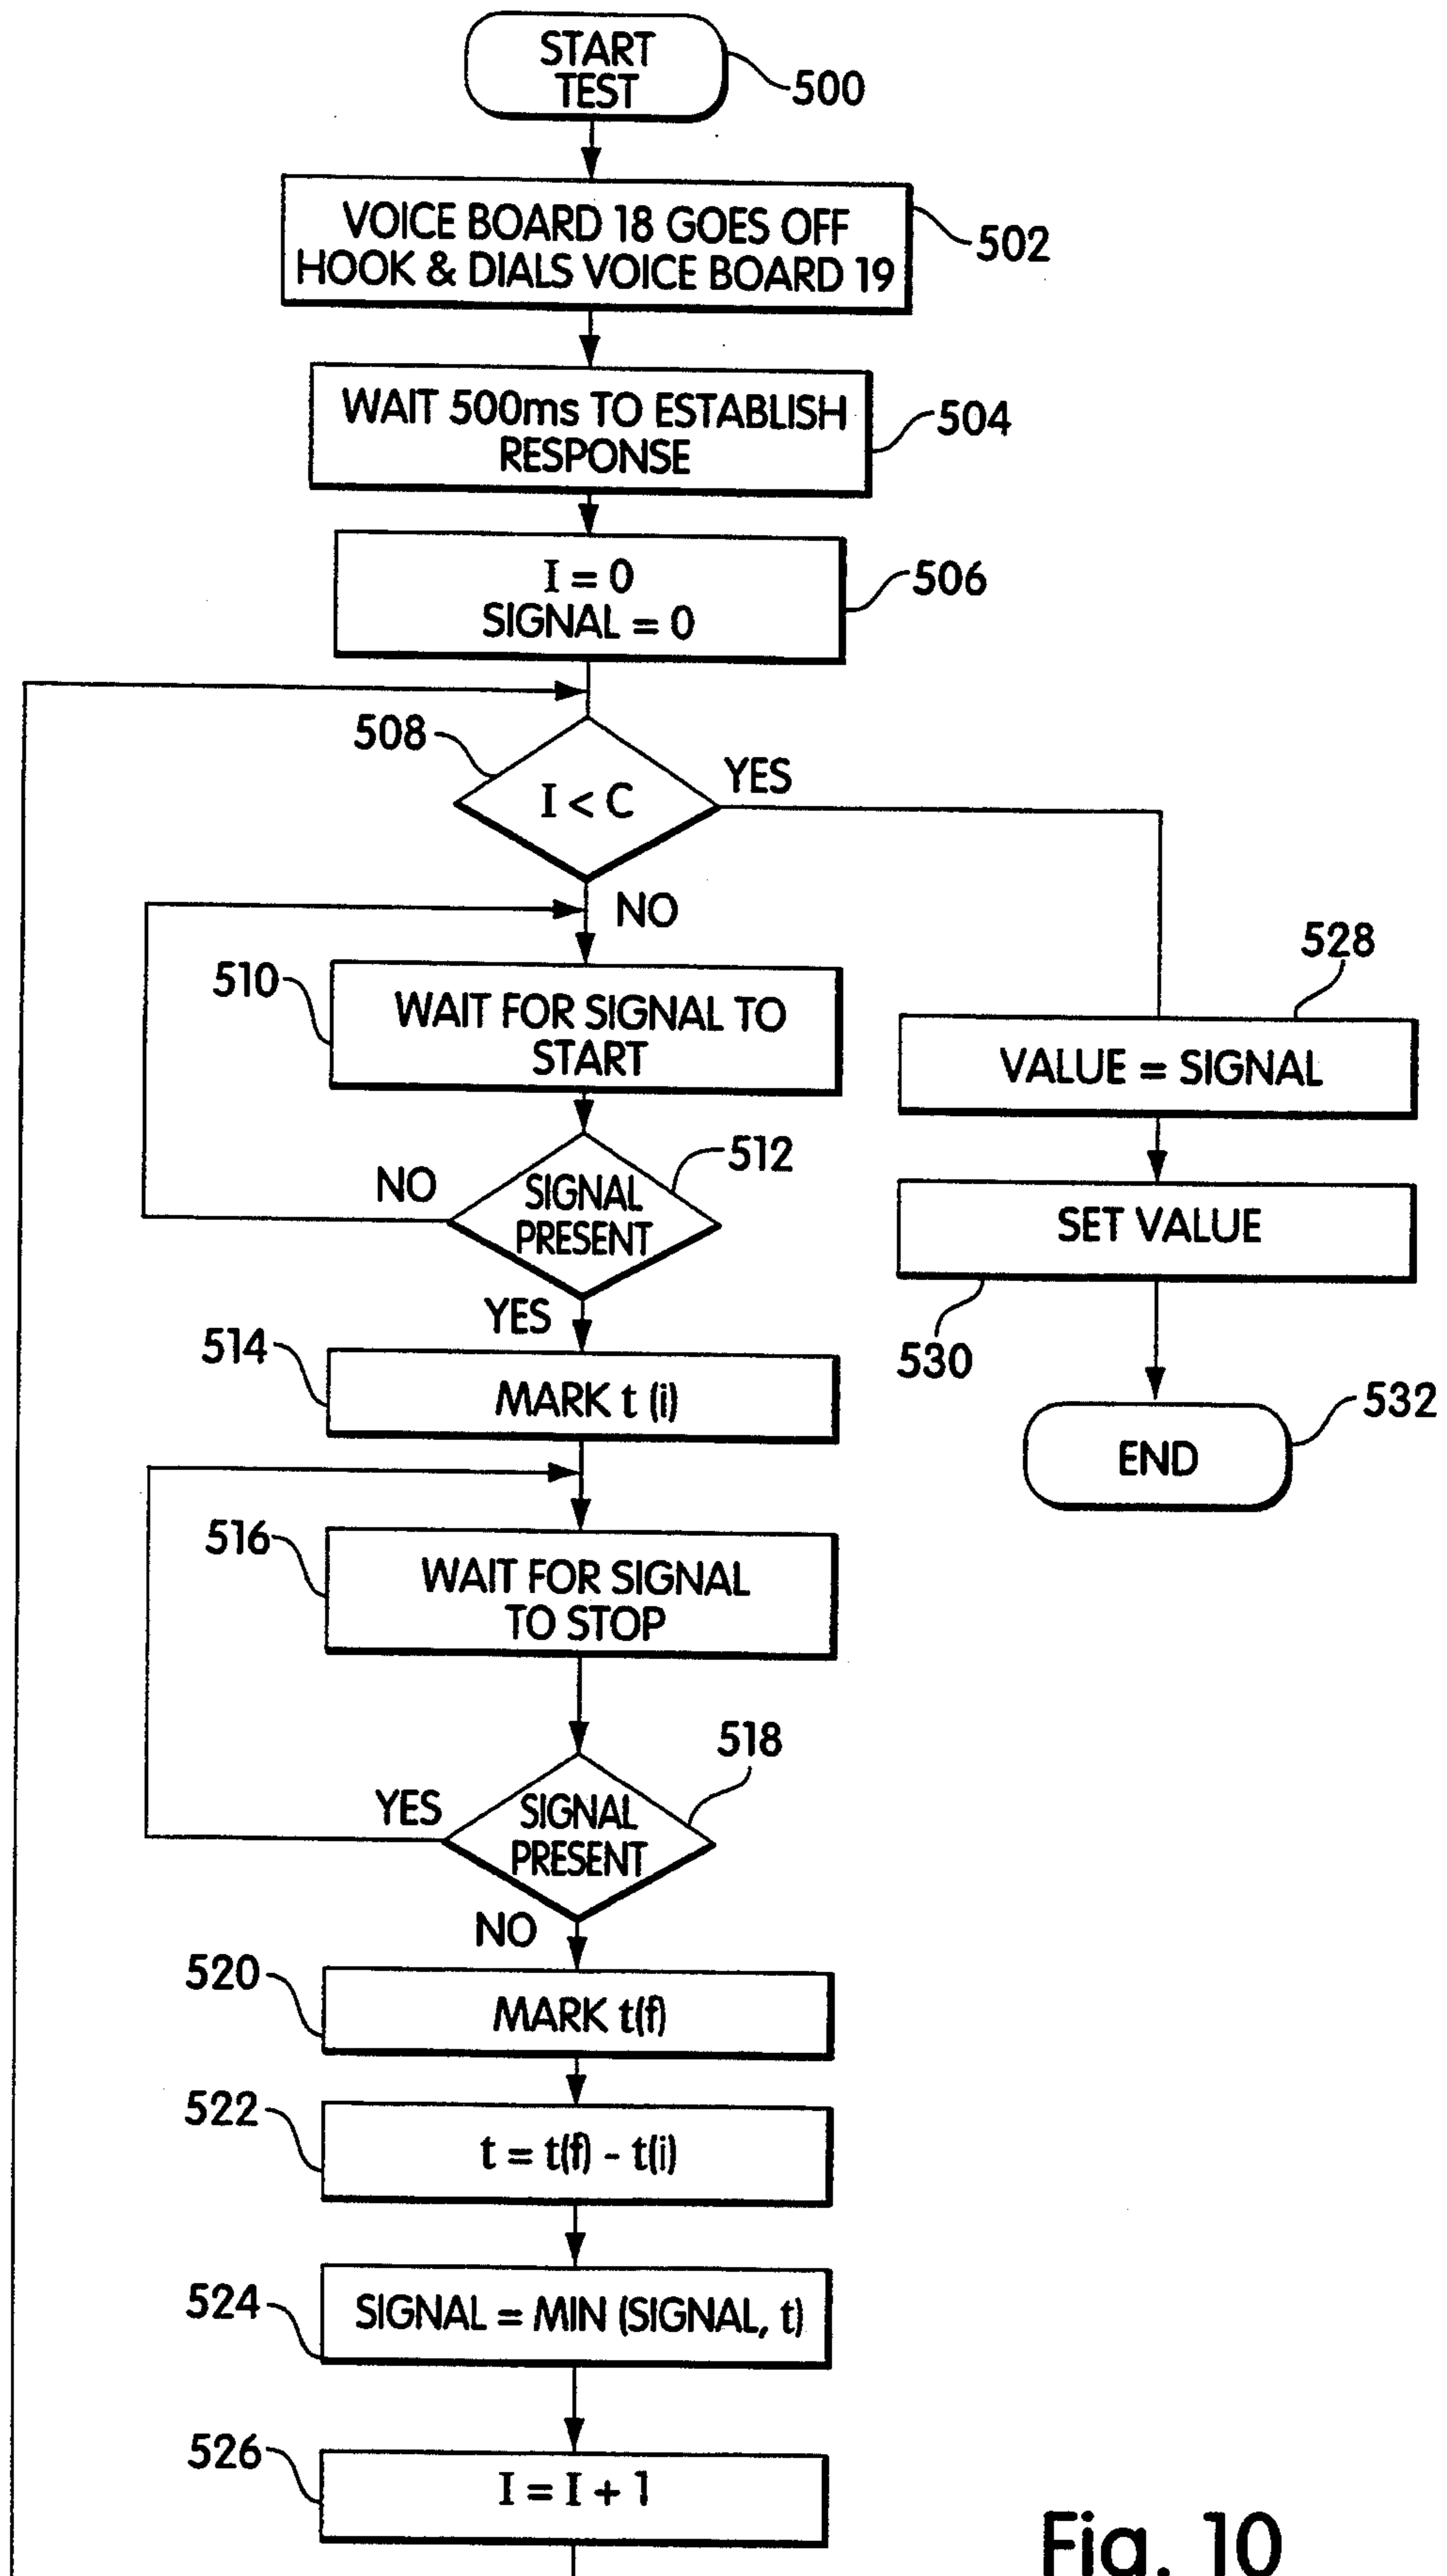 START
TEST
500
VOICE BOARD 18 GOES OFF
HOOK & DIALS VOICE BOARD 19
502
WAIT 500ms TO ESTABLISH
RESPONSE
504
I = 0
SIGNAL = 0
506
508
I < C
YES
NO
510
WAIT FOR SIGNAL TO
START
512
NO
SIGNAL
PRESENT
YES
514
MARK t (i)
516
WAIT FOR SIGNAL
TO STOP
518
YES
SIGNAL
PRESENT
NO
520
MARK t(f)
522
t = t(f) - t(i)
524
SIGNAL = MIN (SIGNAL, t)
526
I = I + 1
528
VALUE = SIGNAL
SET VALUE
530
END
532
Fig. 10